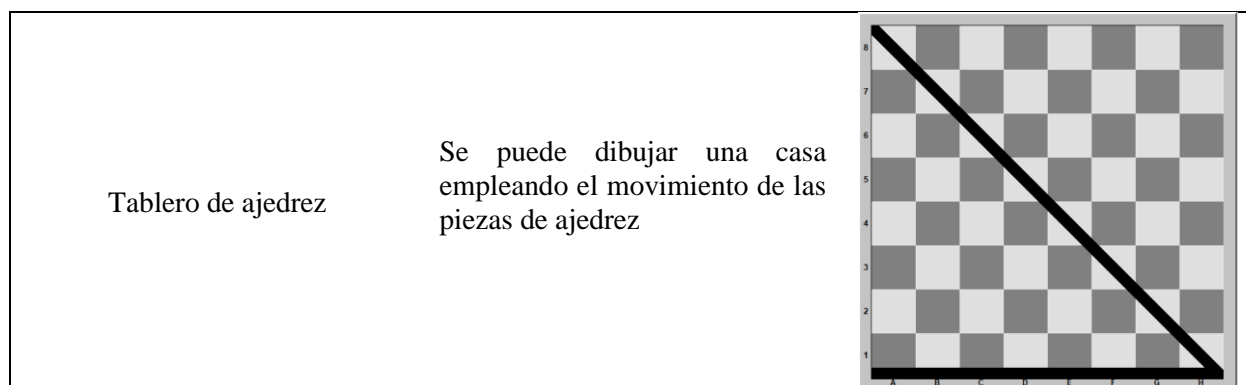 Tablero de ajedrez
Se puede dibujar una casa
empleando el movimiento de las
piezas de ajedrez
8
7
6
5
4
3
2
1
A B C D E F G H